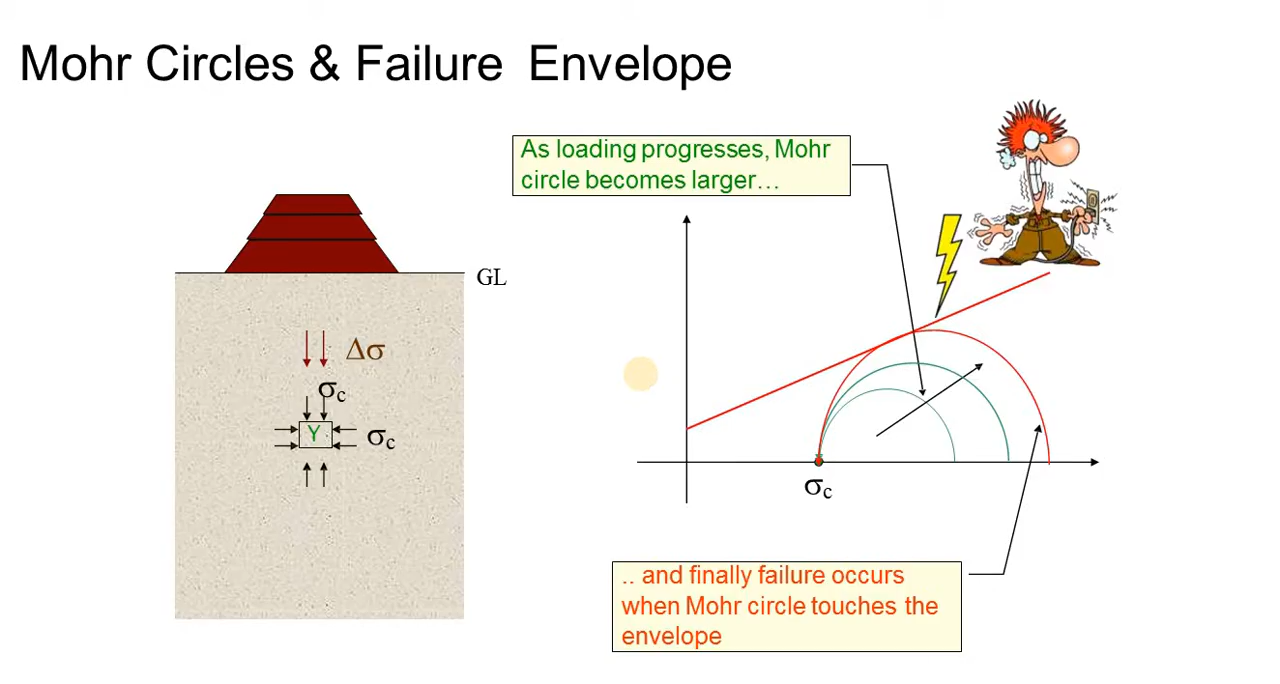 Mohr Circles & Failure Envelope
As loading progresses, Mohr
circle becomes larger…
GL
Δσ
σc
Y
σc
σc
.. and finally failure occurs
when Mohr circle touches the
envelope